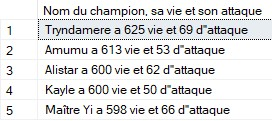 Nom du champion, sa vie et son attaque
1 Tryndamere a 625 vie et 69 d"attaque
2 Amumu a 613 vie et 53 d"attaque
3 Alistar a 600 vie et 62 d"attaque
4 Kayle a 600 vie et 50 d"attaque
5 Maître Yi a 598 vie et 66 d"attaque